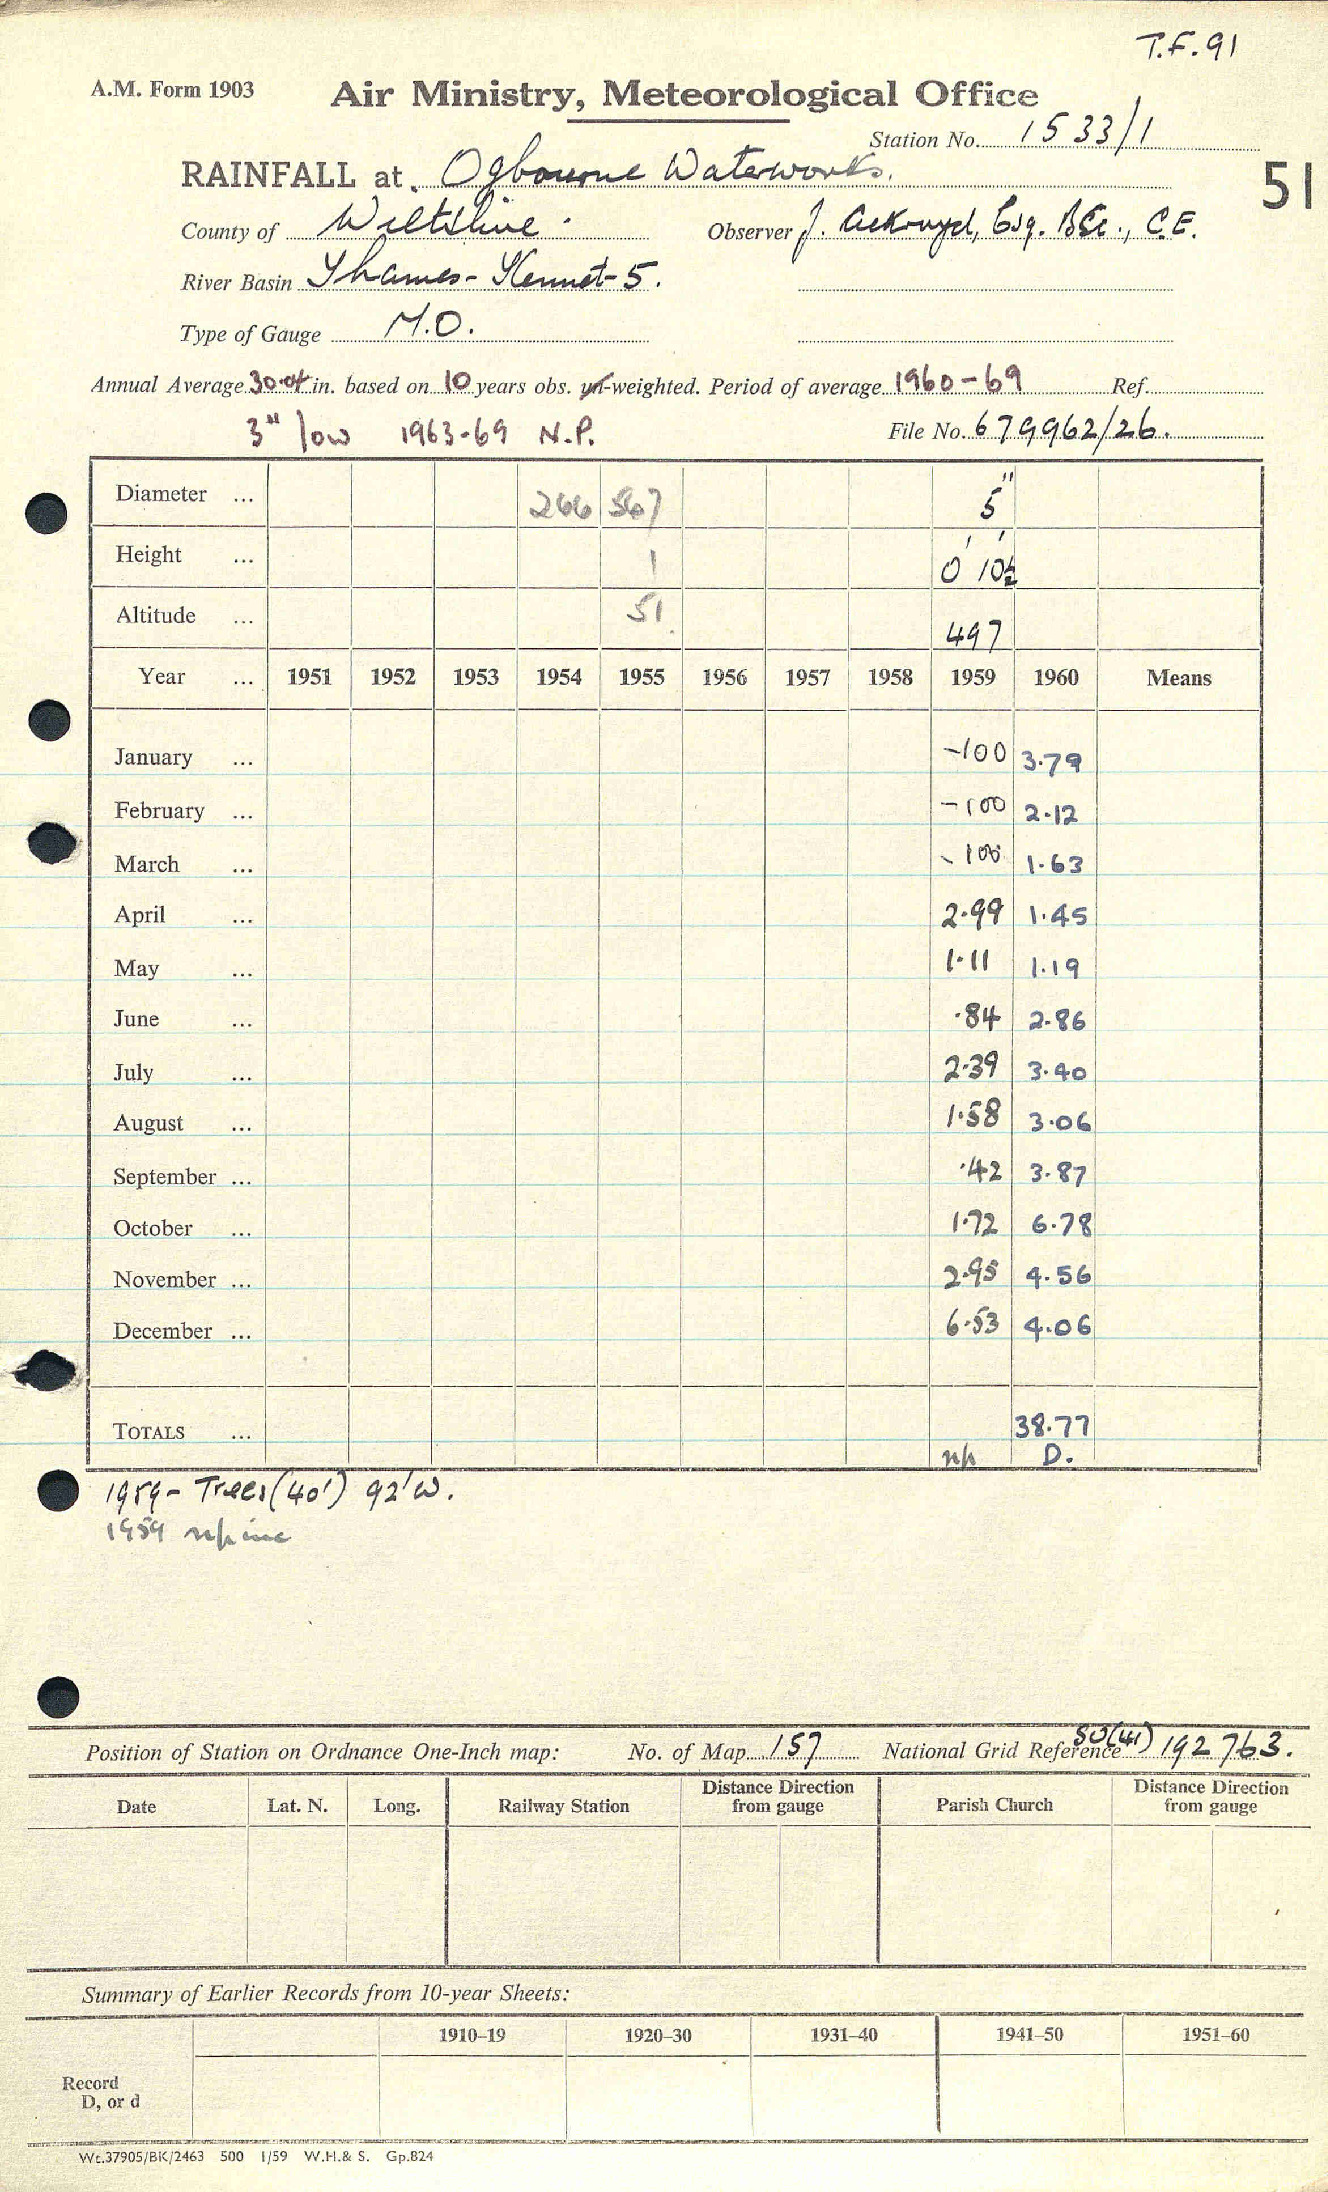 T.F.91
A.M. Form 1903 Air Ministry, Meteorological Office
Station No. 1533/1
RAINFALL at Ogbourne Waterworks. 51
County of Wiltshire. Observer J. Ackroyd, Esq. BSc., C.E.
River Basin Thames-Kennet-5.
Type of Gauge M.O.
Annual Average 30.04 in. based on 10 years obs. un-weighted. Period of average 1960-69 Ref.
3" low 1963-69 N.P. File No. 679962/26.
Diameter ... 266 567 5"
Height ... 1 0' 10½
Altitude ... 51 497
Year ... 1951 1952 1953 1954 1955 1956 1957 1958 1959 1960 Means
January ... -100 3.79
February ... -100 2.12
March ... -100 1.63
April ... 2.99 1.45
May ... 1.11 1.19
June ... .84 2.86
July ... 2.39 3.40
August ... 1.58 3.06
September ... .42 3.87
October ... 1.72 6.78
November ... 2.95 4.56
December ... 6.53 4.06
TOTALS ... 38.77
np D.
1959- Trees (40') 92' W.
1959 np inc
Position of Station on Ordnance One-Inch map: No. of Map 157 National Grid Reference SU(41) 192 763.
Date Lat. N. Long. Railway Station Distance Direction from gauge Parish Church Distance Direction from gauge
Summary of Earlier Records from 10-year Sheets:
1910–19 1920–30 1931–40 1941–50 1951–60
Record
D, or d
Wt.37905/BK/2463 500 1/59 W.H.& S. Gp.824